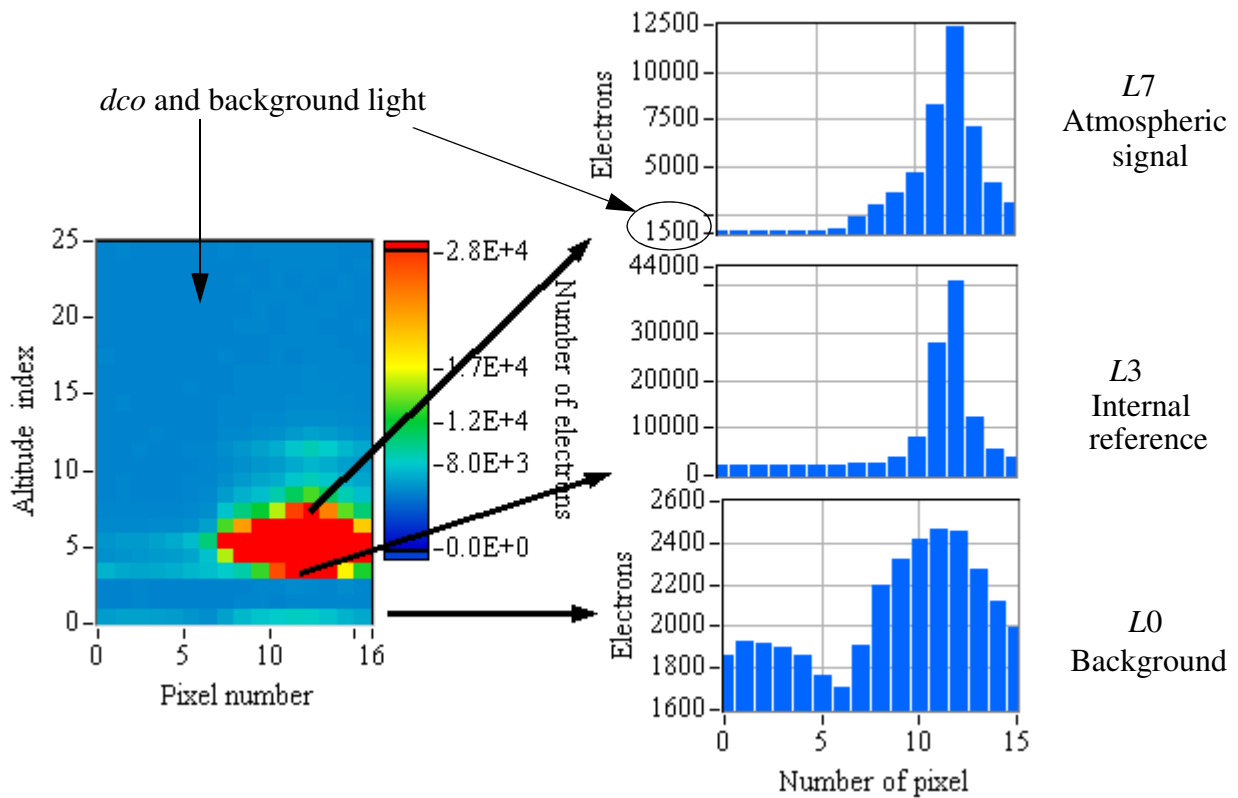 dco and background light
25
20
15
10
5
0
Altitude index
0 5 10 16
Pixel number
2.8E+4
1.7E+4
1.2E+4
8.0E+3
0.0E+0
Number of electrons
12500
10000
7500
5000
1500
Electrons
L7
Atmospheric
signal
44000
30000
20000
10000
0
L3
Internal
reference
2600
2400
2200
2000
1800
1600
Electrons
0 5 10 15
Number of pixel
L0
Background